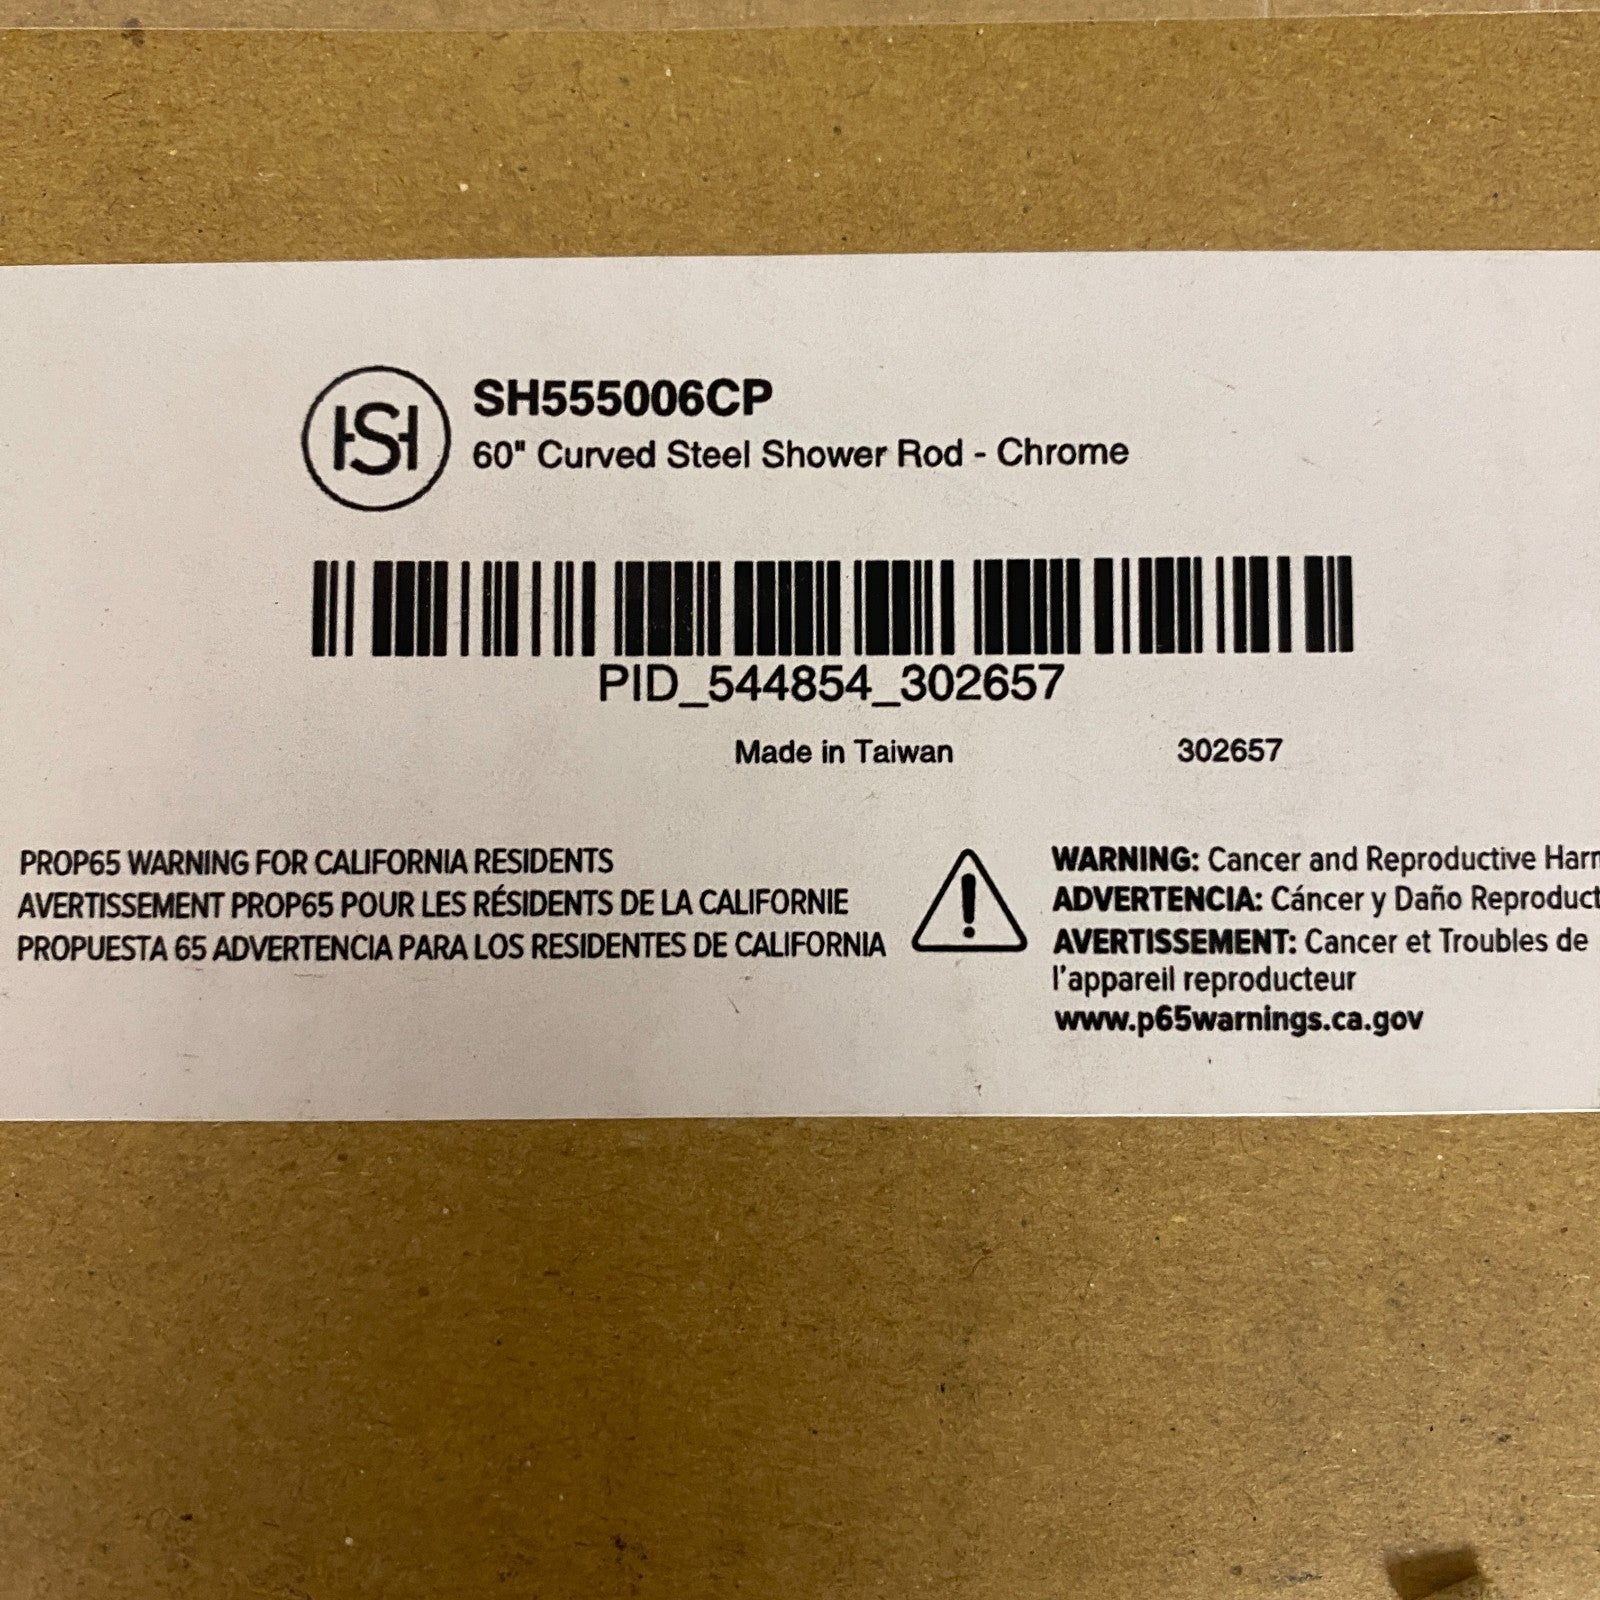 HSH
SH555006CP
60" Curved Steel Shower Rod - Chrome
PID_544854_302657
Made in Taiwan 302657
PROP65 WARNING FOR CALIFORNIA RESIDENTS
AVERTISSEMENT PROP65 POUR LES RÉSIDENTS DE LA CALIFORNIE
PROPUESTA 65 ADVERTENCIA PARA LOS RESIDENTES DE CALIFORNIA
WARNING: Cancer and Reproductive
ADVERTENCIA: Cáncer y Daño
AVERTISSEMENT: Cancer et Troubles de
l'appareil reproducteur
www.p65warnings.ca.gov